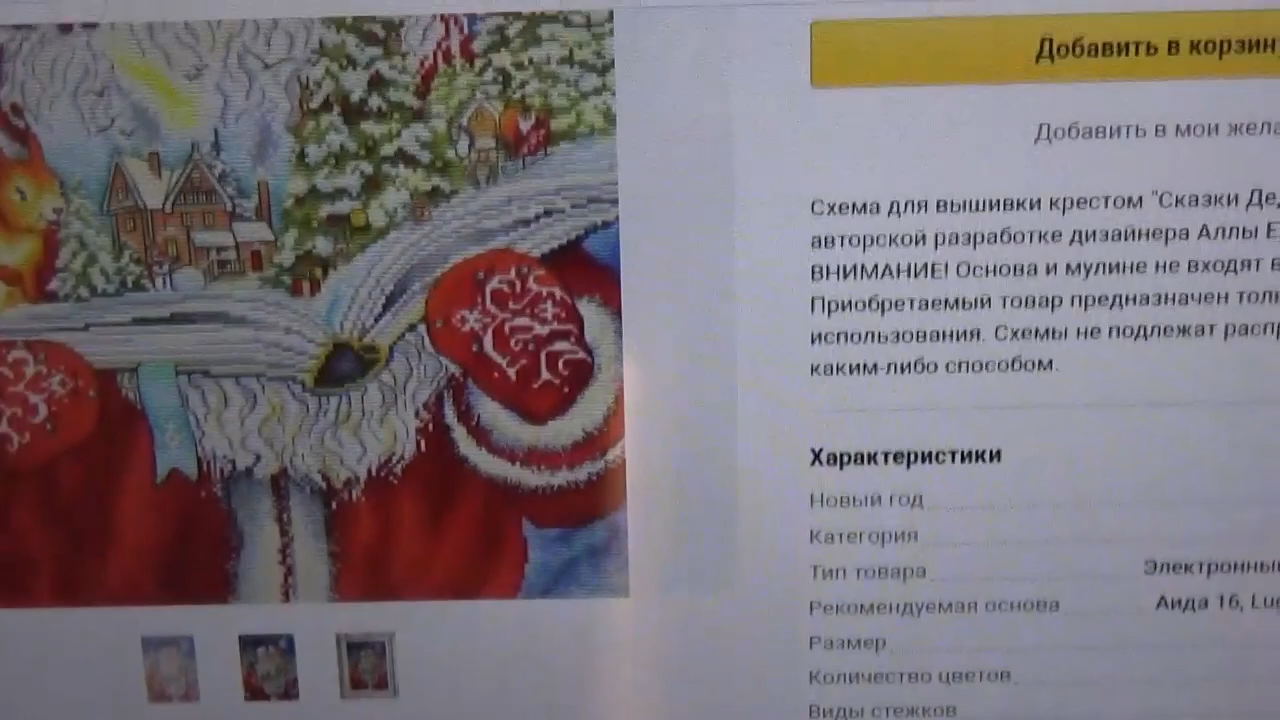 Добавить в корзин
Добавить в мои жела
Схема для вышивки крестом "Сказки Де
авторской разработке дизайнера Аллы Е
ВНИМАНИЕ! Основа и мулине не входят в
Приобретаемый товар предназначен тол
использования. Схемы не подлежат распр
каким-либо способом.
Характеристики
Новый год
Категория
Тип товара Электронны
Рекомендуемая основа Аида 16, Lu
Размер
Количество цветов
Виды стежков